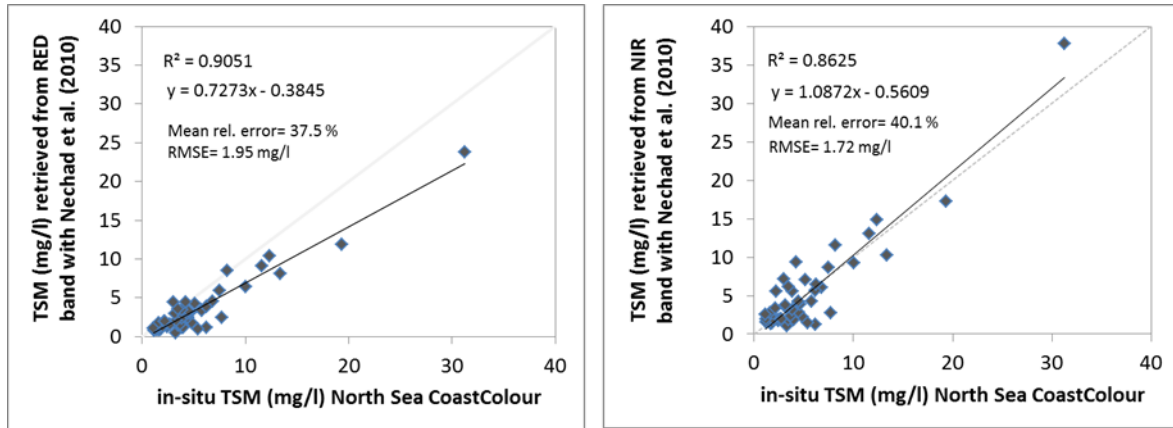 TSM (mg/l) retrieved from RED
band with Nechad et al. (2010)
40
35
30
25
20
15
10
5
0
R² = 0.9051
y = 0.7273x - 0.3845
Mean rel. error= 37.5 %
RMSE= 1.95 mg/l
0
10
20
30
40
in-situ TSM (mg/l) North Sea CoastColour
TSM (mg/l) retrieved from NIR
band with Nechad et al. (2010)
40
35
30
25
20
15
10
5
0
R² = 0.8625
y = 1.0872x - 0.5609
Mean rel. error= 40.1 %
RMSE= 1.72 mg/l
0
10
20
30
40
in-situ TSM (mg/l) North Sea CoastColour